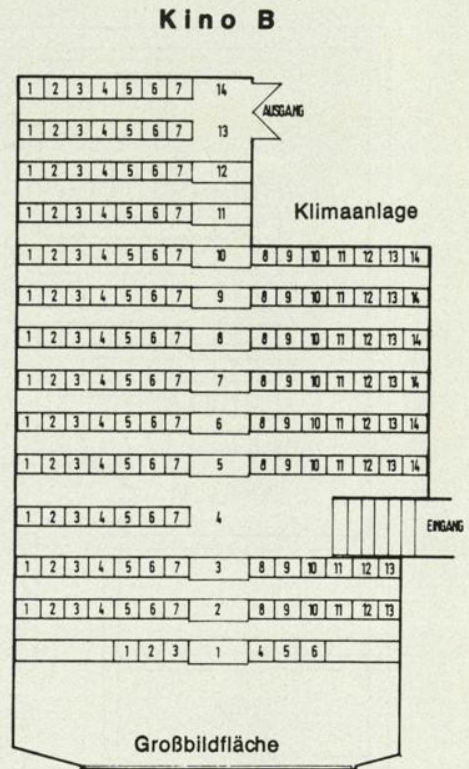 Kino B
1 2 3 4 5 6 7 14
AUSGANG
1 2 3 4 5 6 7 13
1 2 3 4 5 6 7 12
1 2 3 4 5 6 7 11
Klimaanlage
1 2 3 4 5 6 7 10 8 9 10 11 12 13 14
1 2 3 4 5 6 7 9 8 9 10 11 12 13 14
1 2 3 4 5 6 7 8 8 9 10 11 12 13 14
1 2 3 4 5 6 7 7 8 9 10 11 12 13 14
1 2 3 4 5 6 7 6 8 9 10 11 12 13 14
1 2 3 4 5 6 7 5 8 9 10 11 12 13 14
1 2 3 4 5 6 7 4
EINGANG
1 2 3 4 5 6 7 3 8 9 10 11 12 13
1 2 3 4 5 6 7 2 8 9 10 11 12 13
1 2 3 1 4 5 6
Großbildfläche